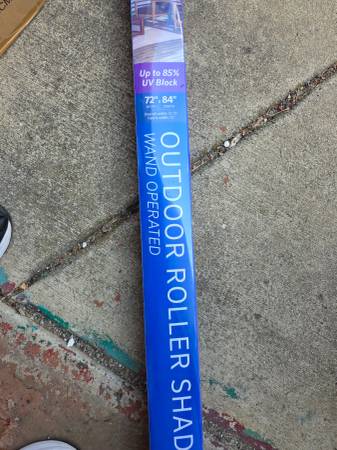 Up to 85%
UV Block
72" x 84"
OUTDOOR ROLLER SHAD
WAND OPERATED